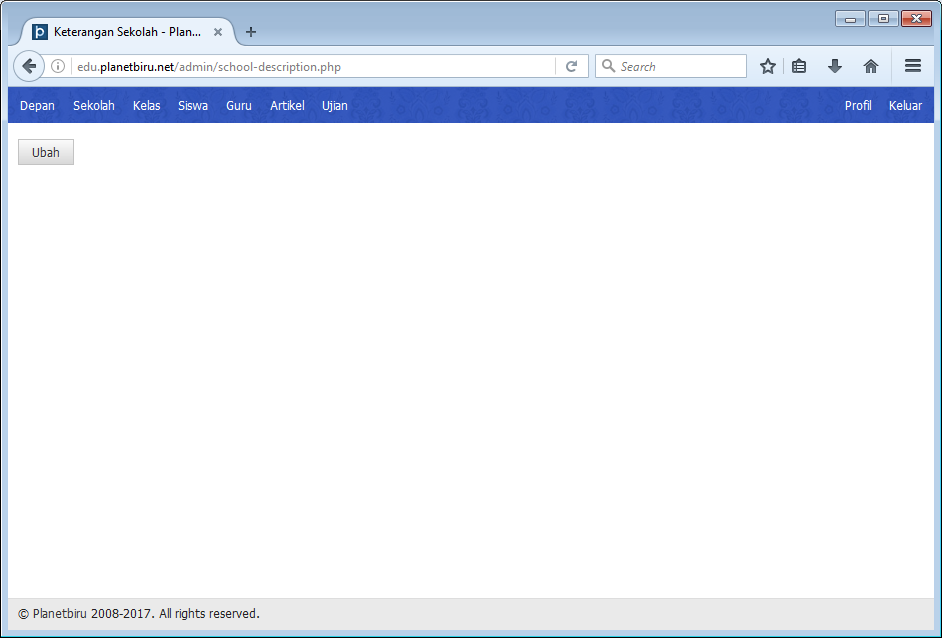 Keterangan Sekolah - Plan...
edu.planetbiru.net/admin/school-description.php
Search
Depan Sekolah Kelas Siswa Guru Artikel Ujian Profil Keluar
Ubah
© Planetbiru 2008-2017. All rights reserved.